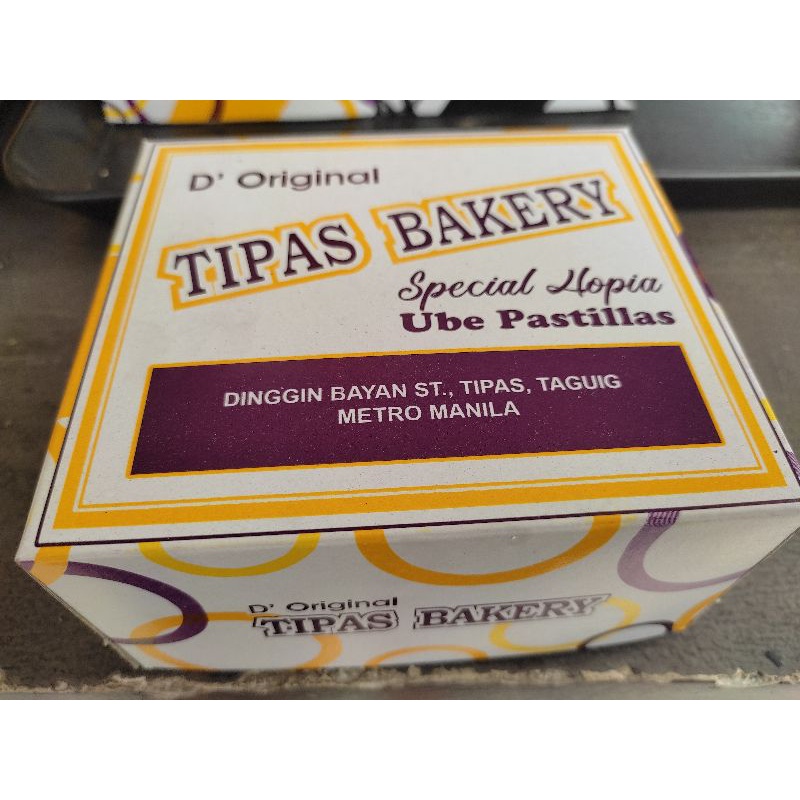 D' Original
TIPAS BAKERY
Special Hopia
Ube Pastillas
DINGGIN BAYAN ST., TIPAS, TAGUIG
METRO MANILA
D' Original
TIPAS BAKERY